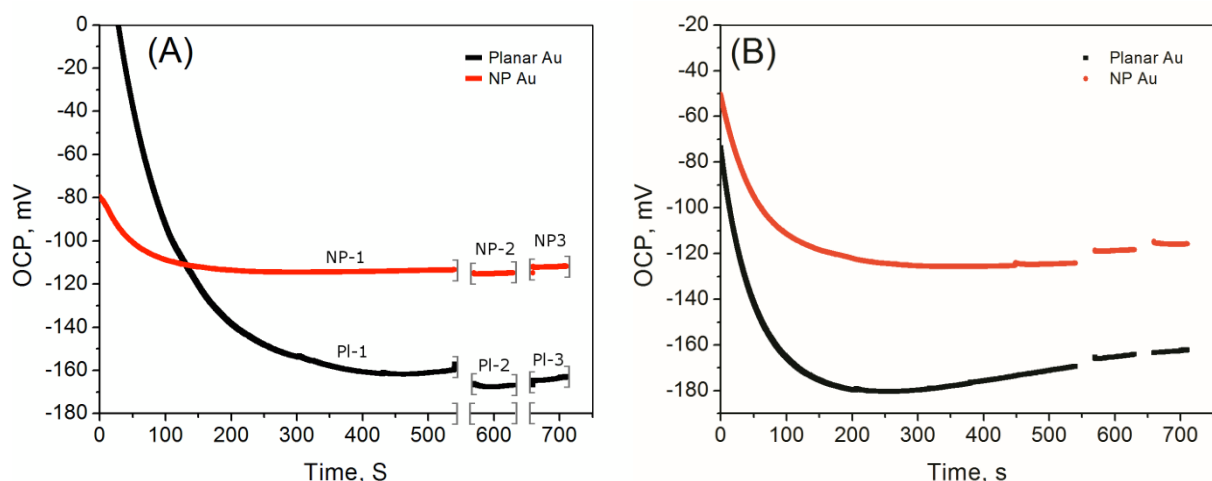 (A)
Planar Au
NP Au
0
-20
-40
-60
-80
-100
-120
-140
-160
-180
OCP, mV
NP-1
NP-2
NP3
Pl-1
Pl-2
Pl-3
0 100 200 300 400 500 600 700
Time, S
(B)
Planar Au
NP Au
-20
-40
-60
-80
-100
-120
-140
-160
-180
OCP, mV
0 100 200 300 400 500 600 700
Time, s